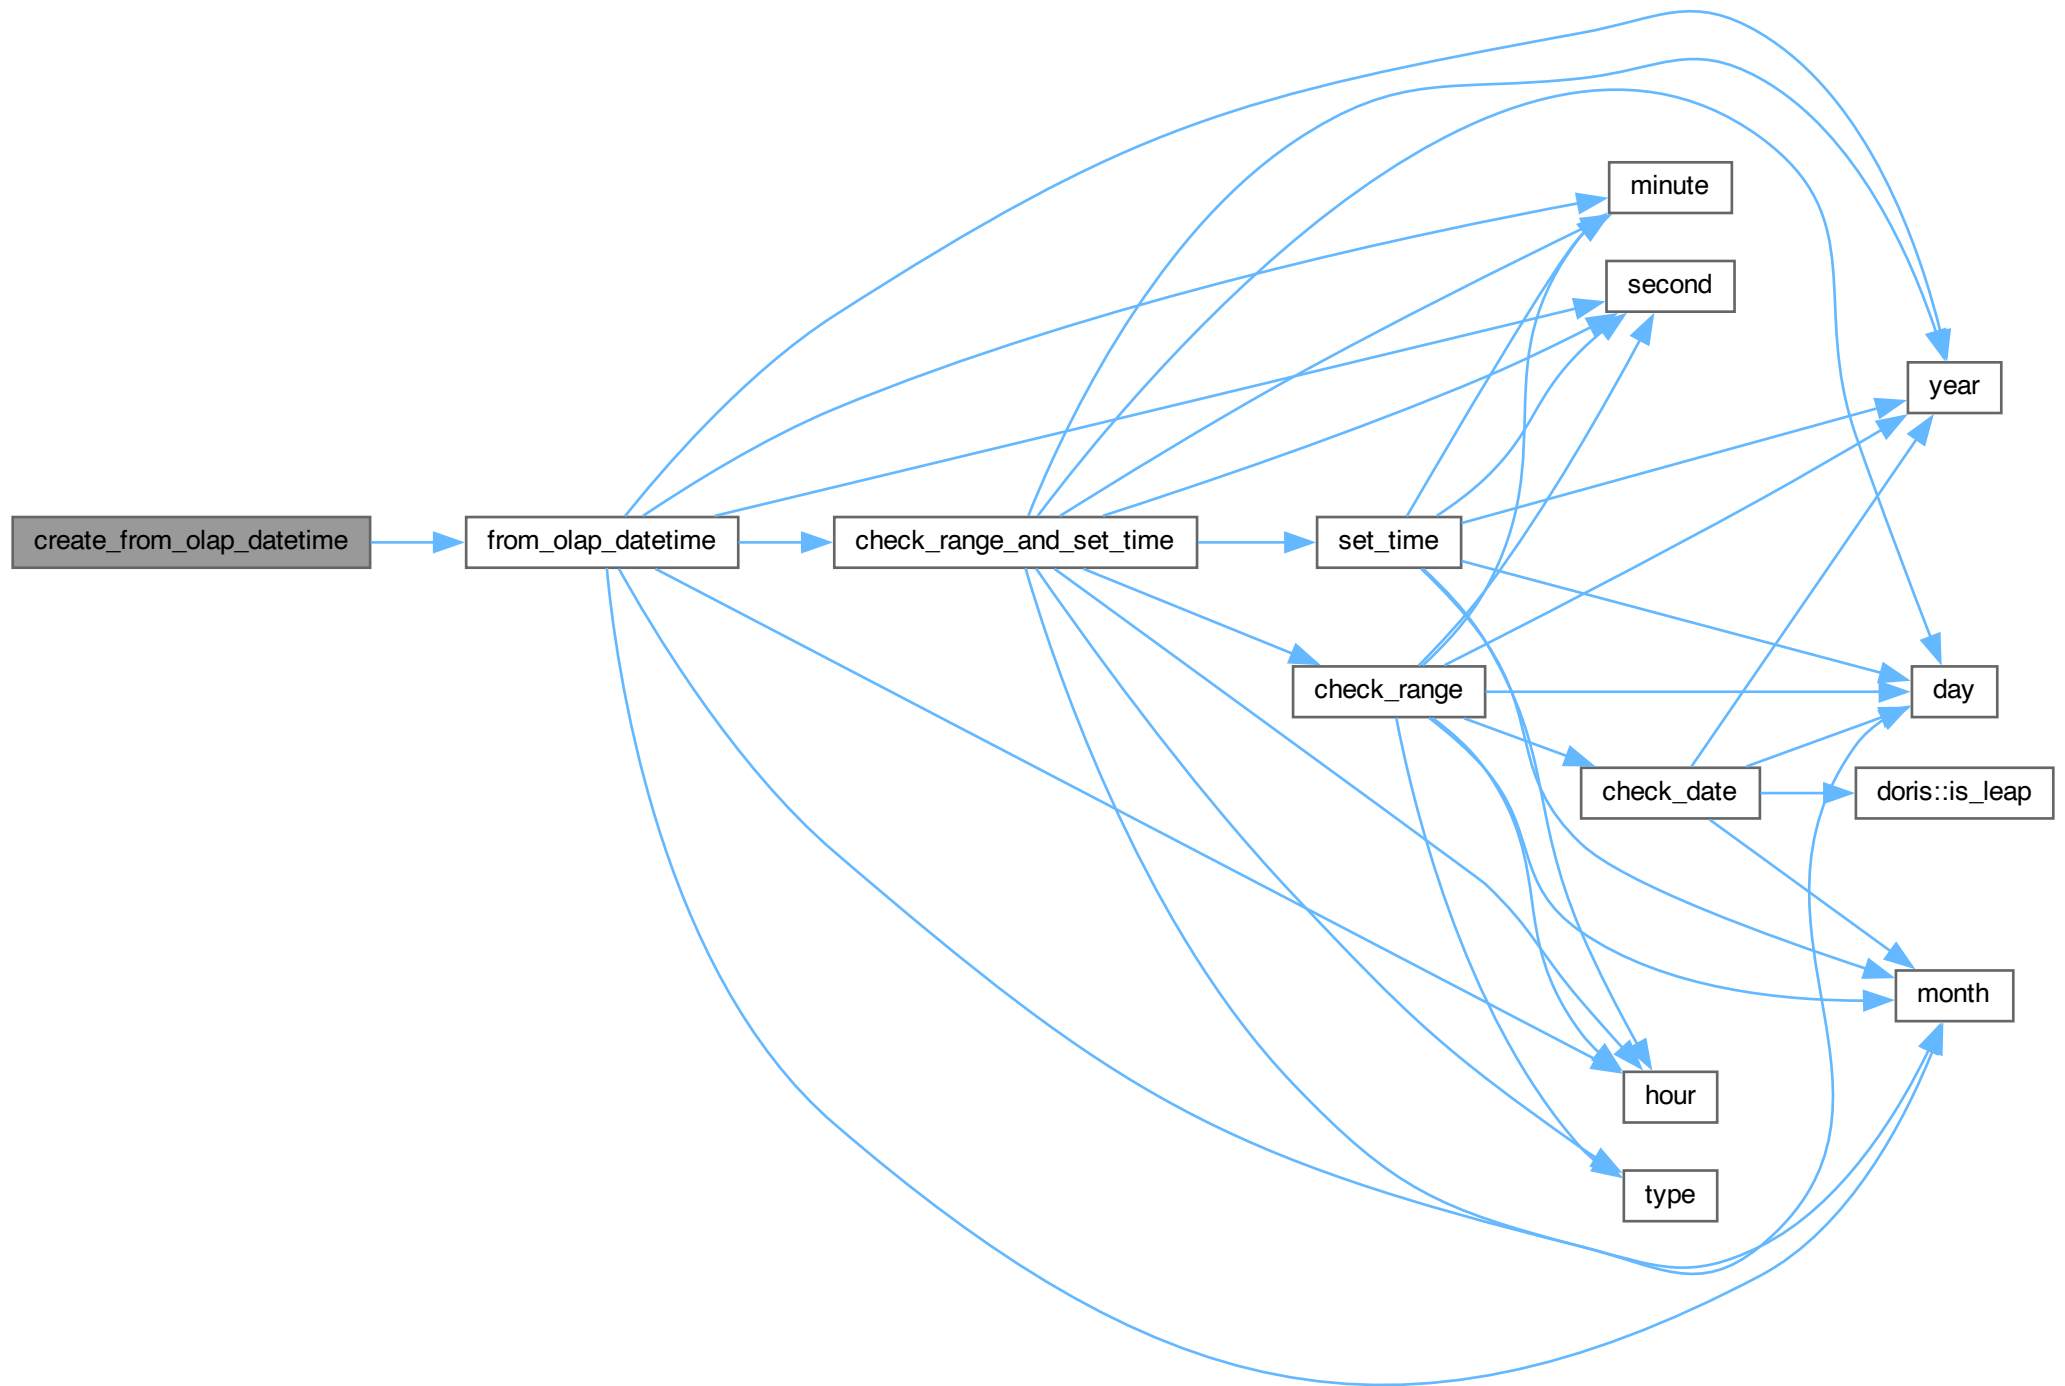 create_from_olap_datetime
from_olap_datetime
check_range_and_set_time
set_time
check_range
check_date
minute
second
year
day
doris::is_leap
month
hour
type